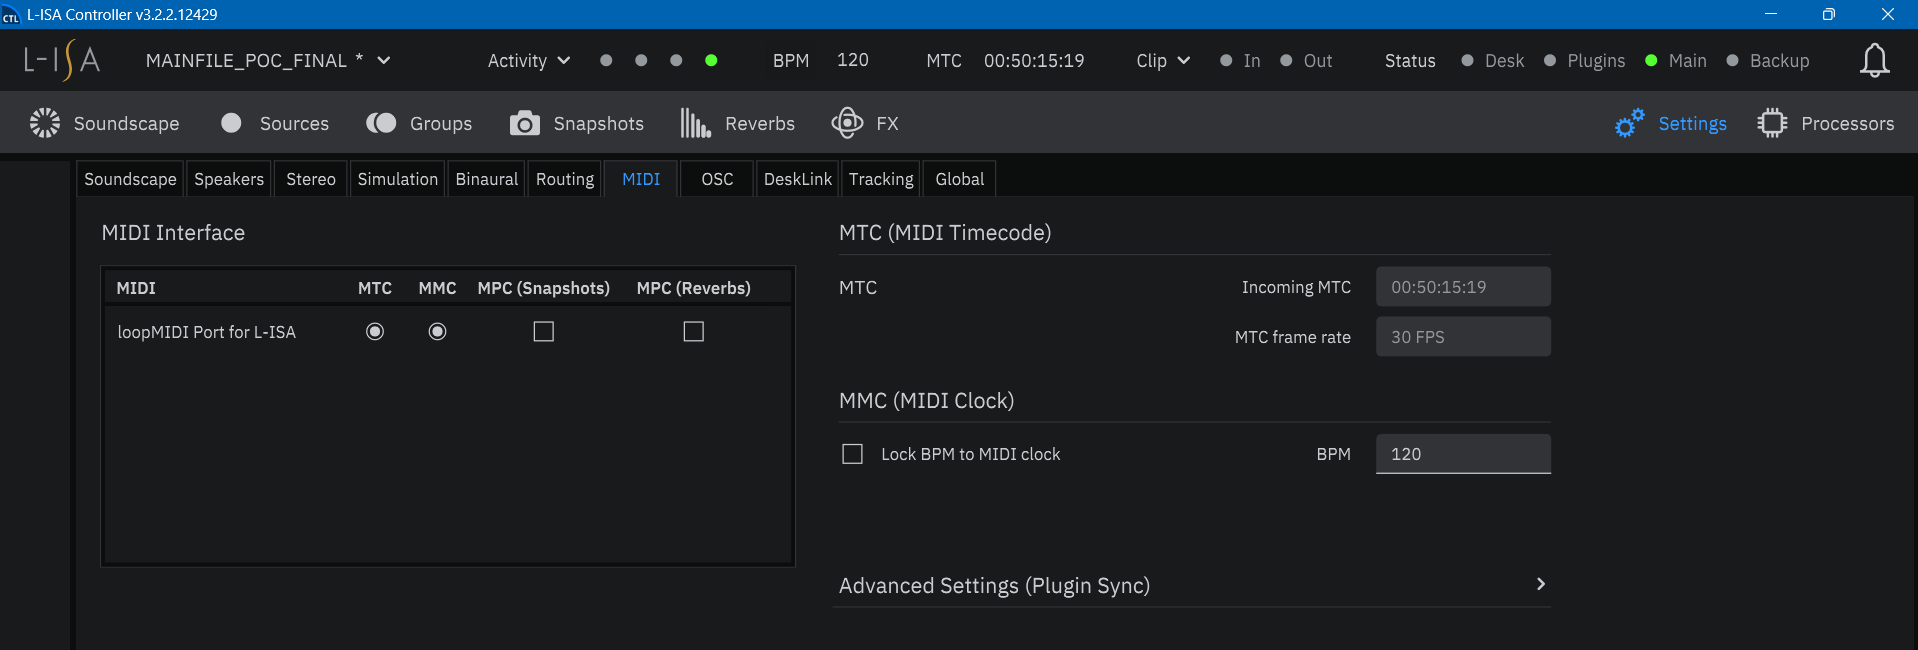 CTL L-ISA Controller v3.2.2.12429
L-ISA MAINFILE_POC_FINAL * Activity BPM 120 MTC 00:50:15:19 Clip In Out Status Desk Plugins Main Backup
Soundscape Sources Groups Snapshots Reverbs FX Settings Processors
Soundscape Speakers Stereo Simulation Binaural Routing MIDI OSC DeskLink Tracking Global
MIDI Interface
MIDI MTC MMC MPC (Snapshots) MPC (Reverbs)
loopMIDI Port for L-ISA
MTC (MIDI Timecode)
MTC Incoming MTC 00:50:15:19
MTC frame rate 30 FPS
MMC (MIDI Clock)
Lock BPM to MIDI clock BPM 120
Advanced Settings (Plugin Sync)